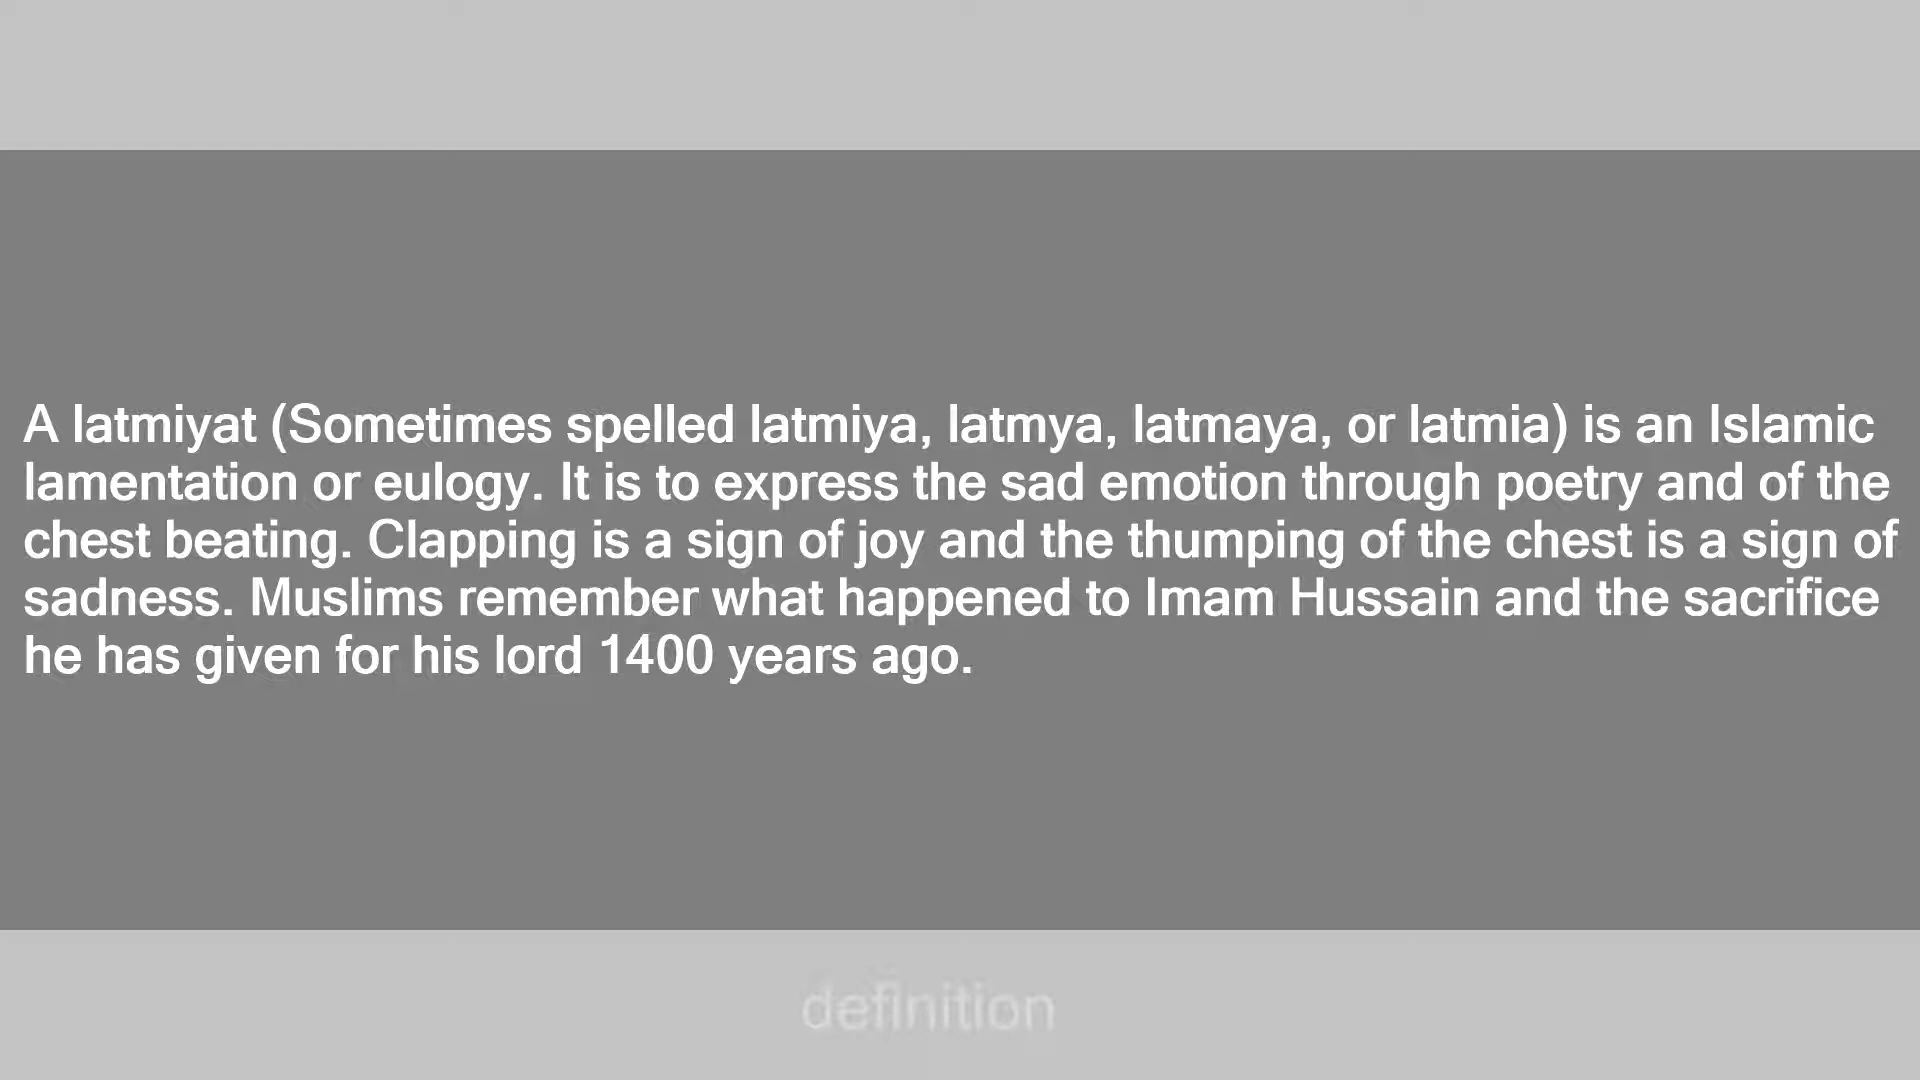 A latmiyat (Sometimes spelled latmiya, latmya, latmaya, or latmia) is an Islamic
lamentation or eulogy. It is to express the sad emotion through poetry and of the
chest beating. Clapping is a sign of joy and the thumping of the chest is a sign of
sadness. Muslims remember what happened to Imam Hussain and the sacrifice
he has given for his lord 1400 years ago.
definition